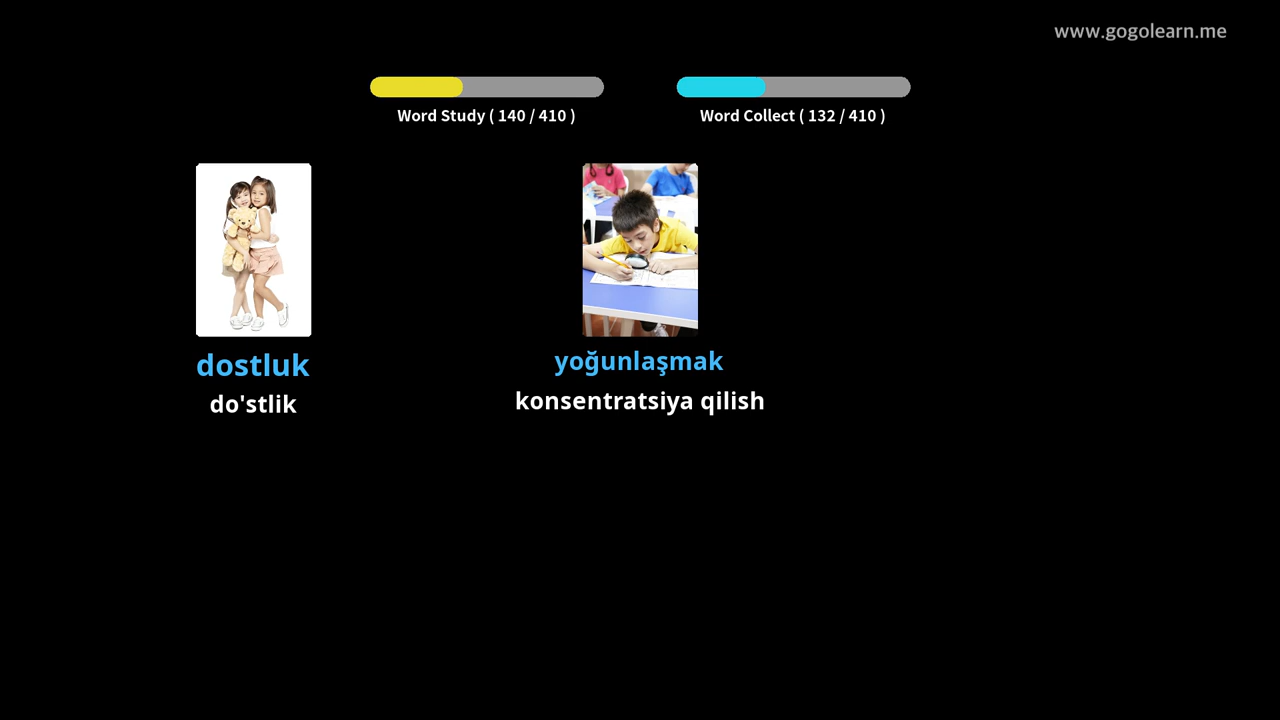 www.gogolearn.me
Word Study ( 140 / 410 )
Word Collect ( 132 / 410 )
dostluk
do'stlik
yoğunlaşmak
konsentratsiya qilish